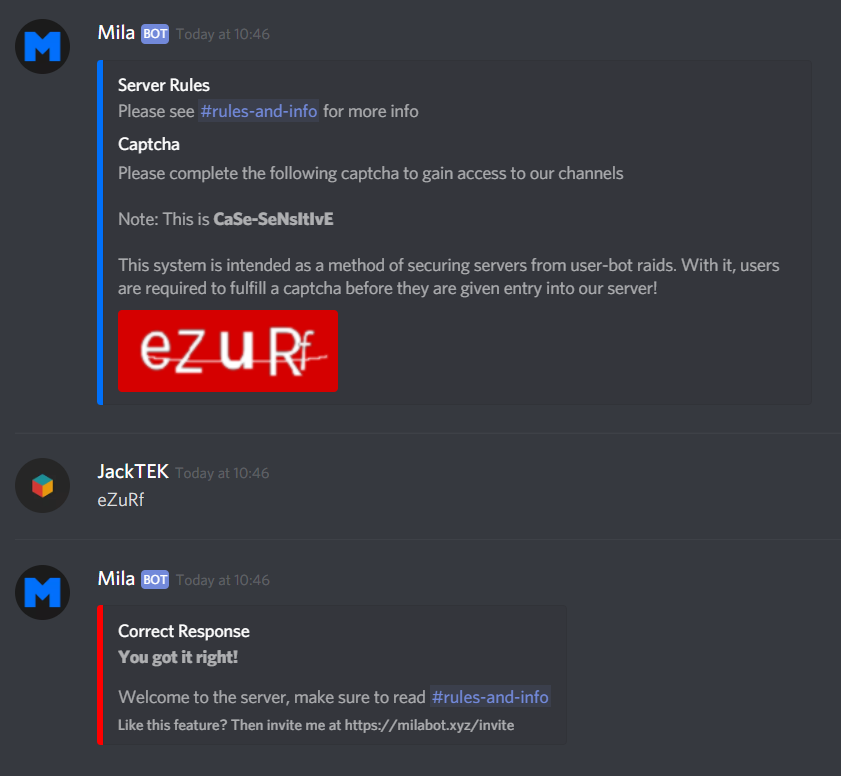 Mila BOT Today at 10:46
Server Rules
Please see #rules-and-info for more info
Captcha
Please complete the following captcha to gain access to our channels
Note: This is CaSe-SeNsItIvE
This system is intended as a method of securing servers from user-bot raids. With it, users
are required to fulfill a captcha before they are given entry into our server!
eZuRf
JackTEK Today at 10:46
eZuRf
Mila BOT Today at 10:46
Correct Response
You got it right!
Welcome to the server, make sure to read #rules-and-info
Like this feature? Then invite me at https://milabot.xyz/invite